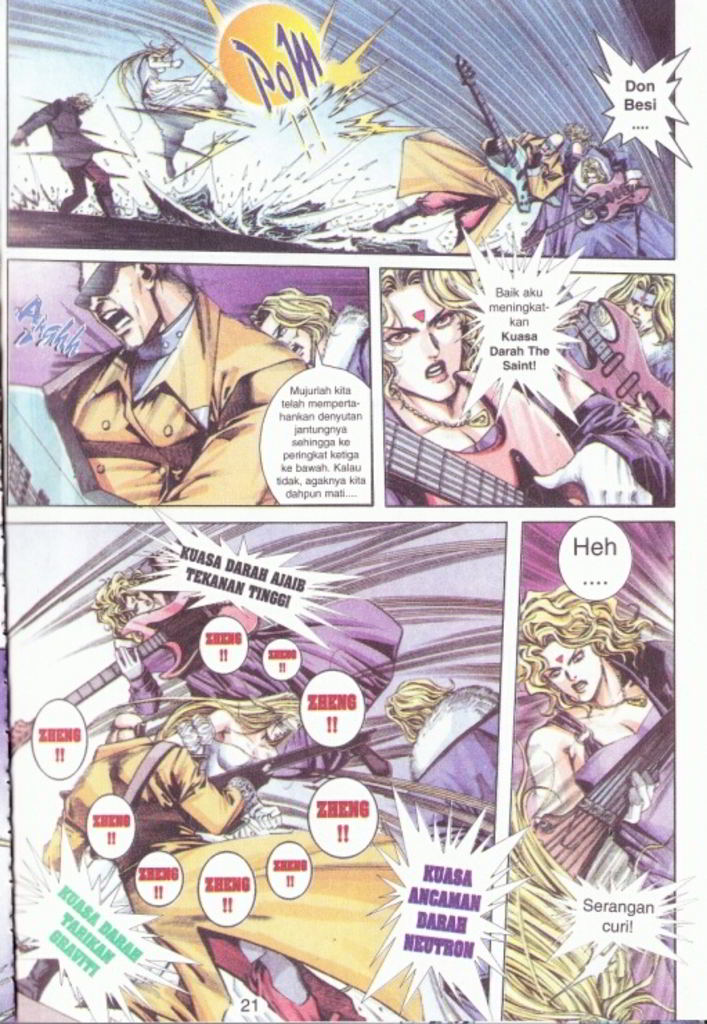 POM
!!
Don
Besi
....
Arghh
Mujurlah kita
telah memperta-
hankan denyutan
jantungnya
sehingga ke
peringkat ketiga
ke bawah. Kalau
tak, agaknya kita
dahpun mati....
Baik aku
meningkat-
kan
Kuasa
Darah The
Saint!
KUASA DARAH AJAIB
TEKANAN TINGGI!
ZHENG
!!
ZHENG
!!
ZHENG
!!
ZHENG
!!
ZHENG
!!
ZHENG
!!
ZHENG
!!
ZHENG
!!
ZHENG
!!
KUASA DARAH
TARIKAN
GRAVITI!
KUASA
ANCAMAN
DARAH
NEUTRON
Heh
....
Serangan
curi!
21